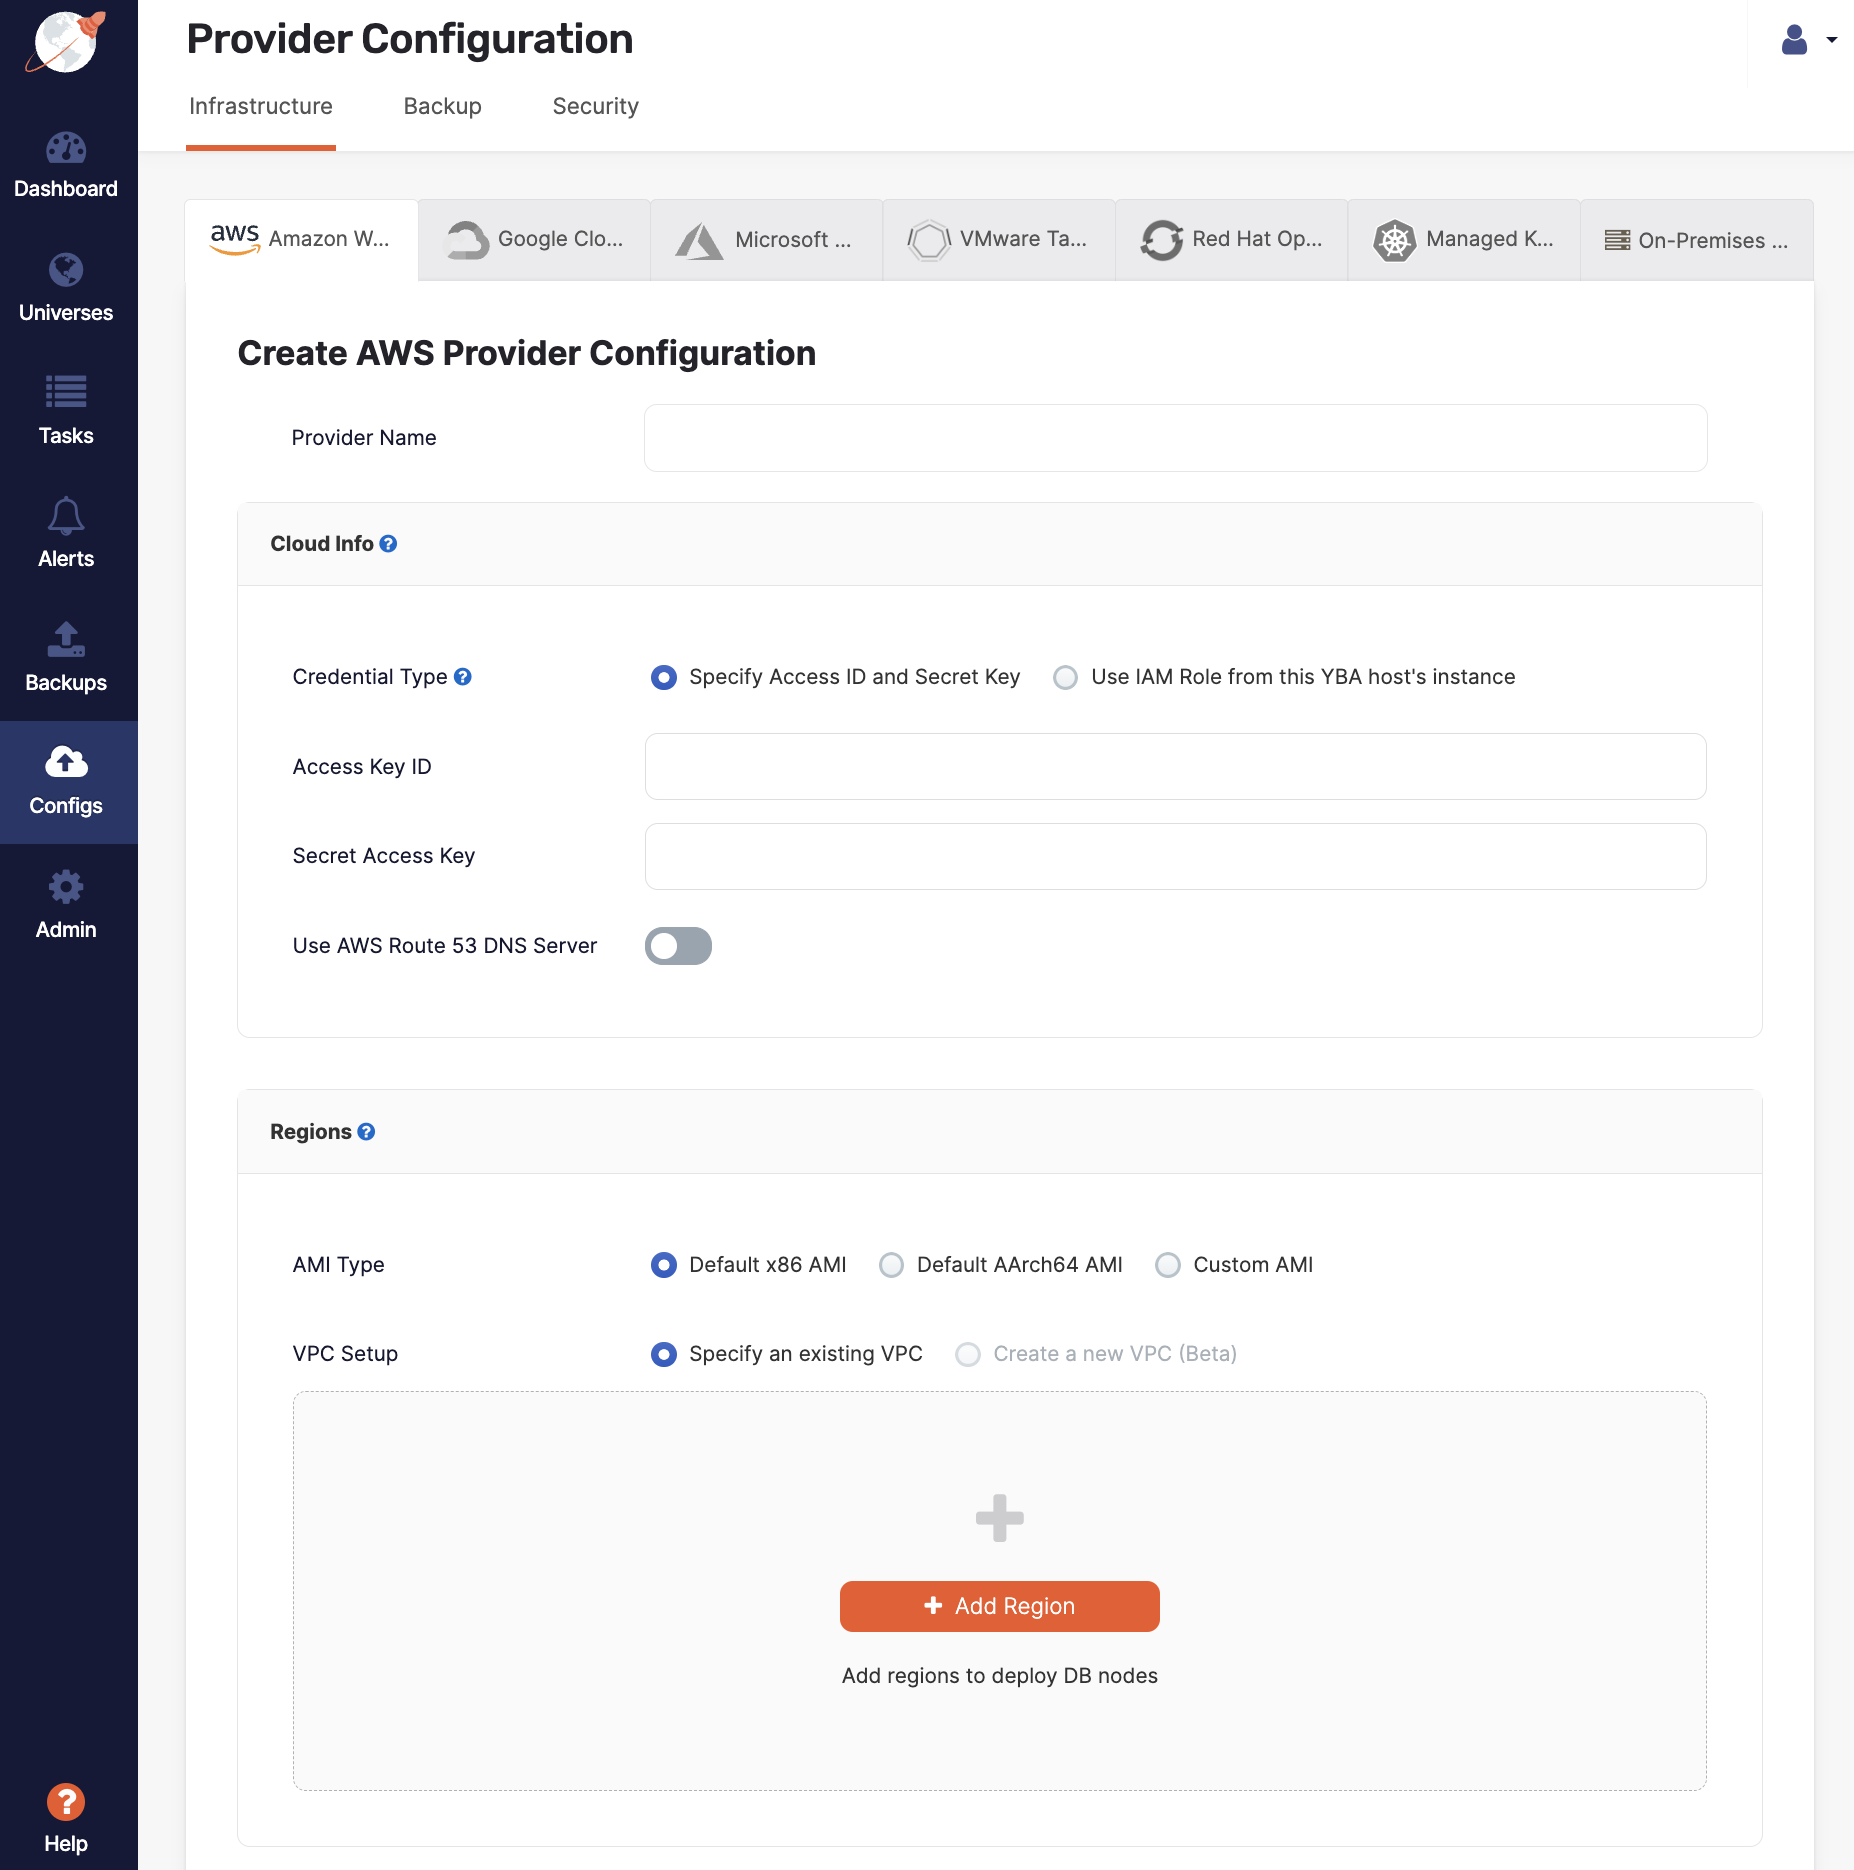 Provider Configuration
Infrastructure
Backup
Security
Dashboard
Universes
Tasks
Alerts
Backups
Configs
Admin
Help
aws Amazon W...
Google Clo...
Microsoft ...
VMware Ta...
Red Hat Op...
Managed K...
On-Premises ...
Create AWS Provider Configuration
Provider Name
Cloud Info ?
Credential Type ?
Specify Access ID and Secret Key
Use IAM Role from this YBA host's instance
Access Key ID
Secret Access Key
Use AWS Route 53 DNS Server
Regions ?
AMI Type
Default x86 AMI
Default AArch64 AMI
Custom AMI
VPC Setup
Specify an existing VPC
Create a new VPC (Beta)
+ Add Region
Add regions to deploy DB nodes